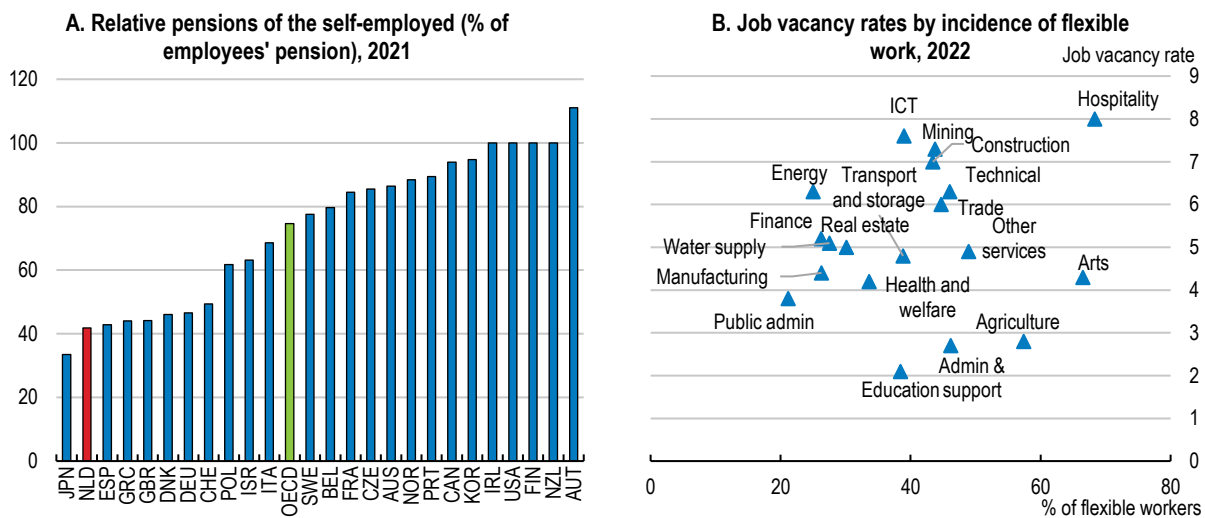 A. Relative pensions of the self-employed (% of
employees' pension), 2021
120
100
80
60
40
20
0
JPN
NLD
ESP
GRC
GBR
DNK
DEU
CHE
POL
ISR
ITA
OECD
SWE
BEL
FRA
CZE
AUS
NOR
PRT
CAN
KOR
IRL
USA
FIN
NZL
AUT
B. Job vacancy rates by incidence of flexible
work, 2022
Job vacancy rate
9
8
7
6
5
4
3
2
1
0
Hospitality
ICT
Mining
Construction
Energy
Transport
and storage
Technical
Trade
Finance
Real estate
Other
services
Water supply
Manufacturing
Arts
Health and
welfare
Public admin
Agriculture
Admin &
Education support
0
20
40
60
80
% of flexible workers